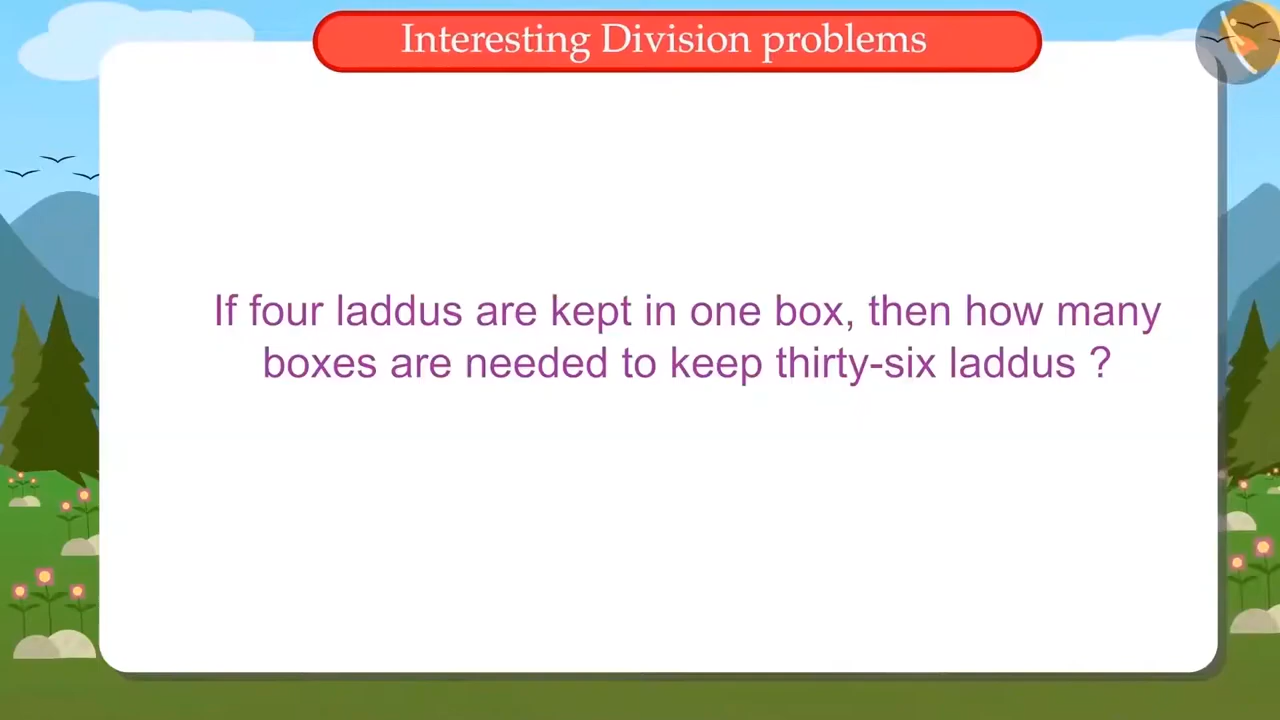 Interesting Division problems
If four laddus are kept in one box, then how many
boxes are needed to keep thirty-six laddus ?